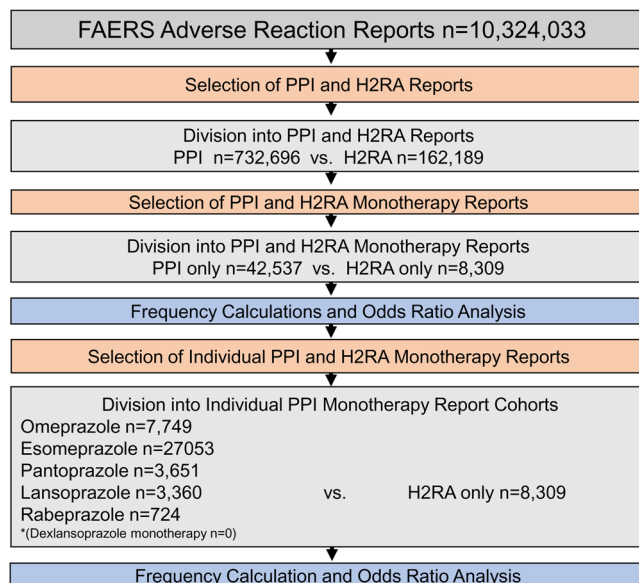 FAERS Adverse Reaction Reports n=10,324,033
Selection of PPI and H2RA Reports
Division into PPI and H2RA Reports
PPI n=732,696 vs. H2RA n=162,189
Selection of PPI and H2RA Monotherapy Reports
Division into PPI and H2RA Monotherapy Reports
PPI only n=42,537 vs. H2RA only n=8,309
Frequency Calculations and Odds Ratio Analysis
Selection of Individual PPI and H2RA Monotherapy Reports
Division into Individual PPI Monotherapy Report Cohorts
Omeprazole n=7,749
Esomeprazole n=27053
Pantoprazole n=3,651
Lansoprazole n=3,360 vs. H2RA only n=8,309
Rabeprazole n=724
*(Dexlansoprazole monotherapy n=0)
Frequency Calculation and Odds Ratio Analysis